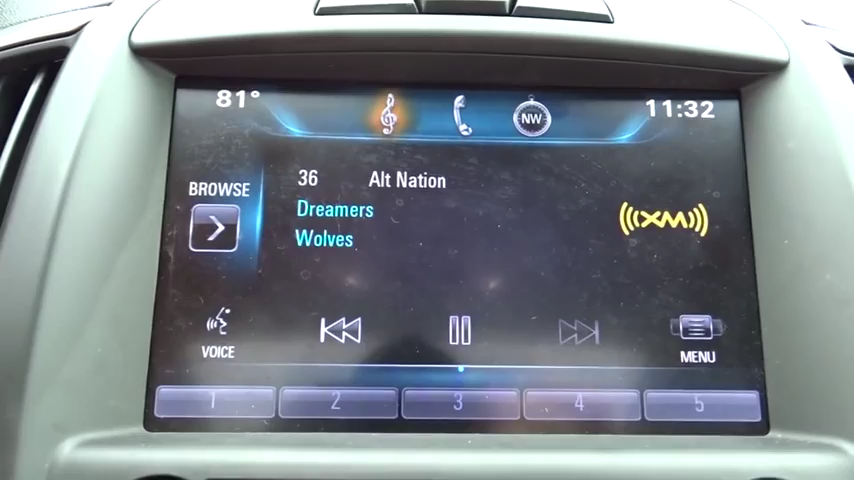 81°
NW
11:32
36 Alt Nation
BROWSE
Dreamers
Wolves
XM
VOICE
MENU
1 2 3 4 5